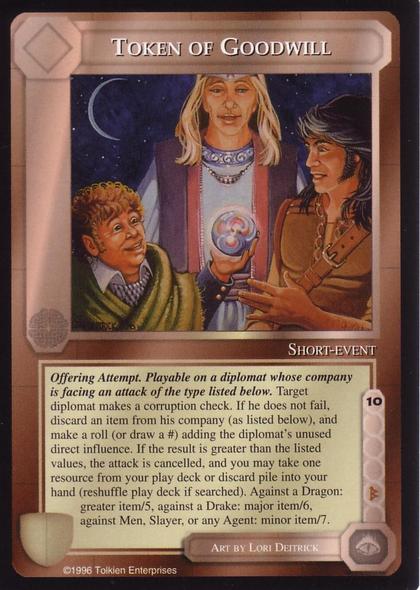 TOKEN OF GOODWILL
SHORT-EVENT
Offering Attempt. Playable on a diplomat whose company
is facing an attack of the type listed below. Target
diplomat makes a corruption check. If he does not fail,
discard an item from his company (as listed below), and
make a roll (or draw a #) adding the diplomat's unused
direct influence. If the result is greater than the listed
values, the attack is cancelled, and you may take one
resource from your play deck or discard pile into your
hand (reshuffle play deck if searched). Against a Dragon:
greater item/5, against a Drake: major item/6,
against Men, Slayer, or any Agent: minor item/7.
10
ART BY LORI DEITRICK
©1996 Tolkien Enterprises